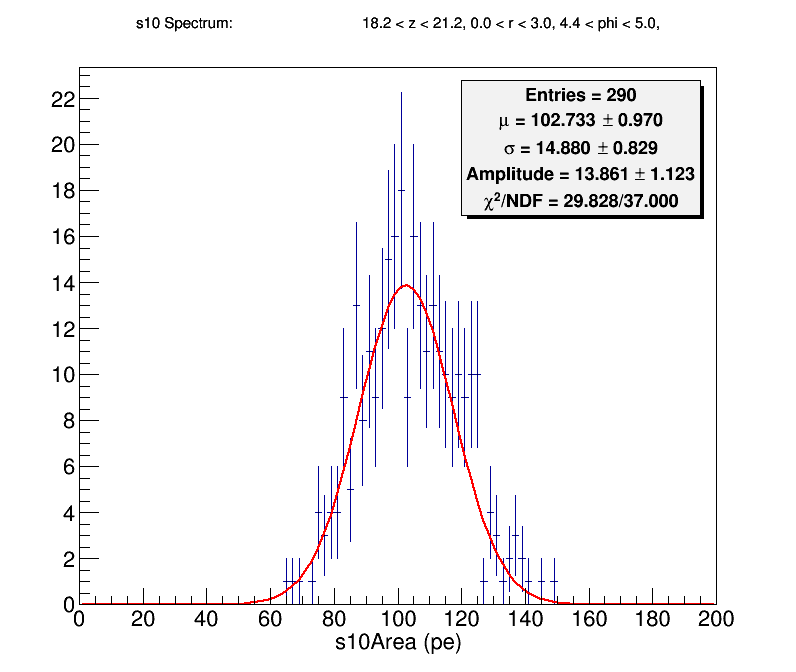 s10 Spectrum: 18.2 < z < 21.2, 0.0 < r < 3.0, 4.4 < phi < 5.0,
Entries = 290
μ = 102.733 ± 0.970
σ = 14.880 ± 0.829
Amplitude = 13.861 ± 1.123
χ²/NDF = 29.828/37.000
22
20
18
16
14
12
10
8
6
4
2
0
0 20 40 60 80 100 120 140 160 180 200
s10Area (pe)